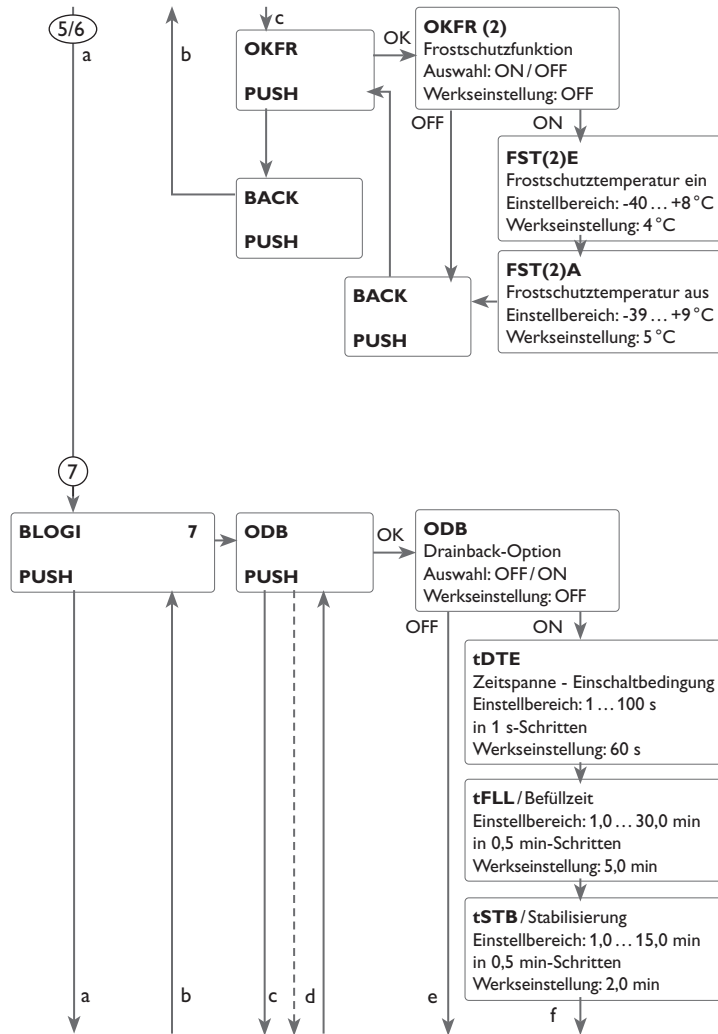 5/6
a
b
c
OKFR
PUSH
OK
OKFR (2)
Frostschutzfunktion
Auswahl: ON / OFF
Werkseinstellung: OFF
OFF
ON
BACK
PUSH
FST(2)E
Frostschutztemperatur ein
Einstellbereich: -40 … +8 °C
Werkseinstellung: 4 °C
BACK
PUSH
FST(2)A
Frostschutztemperatur aus
Einstellbereich: -39 … +9 °C
Werkseinstellung: 5 °C
7
BLOGI 7
PUSH
ODB
PUSH
OK
ODB
Drainback-Option
Auswahl: OFF / ON
Werkseinstellung: OFF
OFF
ON
tDTE
Zeitspanne - Einschaltbedingung
Einstellbereich: 1 … 100 s
in 1 s-Schritten
Werkseinstellung: 60 s
tFLL / Befüllzeit
Einstellbereich: 1,0 … 30,0 min
in 0,5 min-Schritten
Werkseinstellung: 5,0 min
tSTB / Stabilisierung
Einstellbereich: 1,0 … 15,0 min
in 0,5 min-Schritten
Werkseinstellung: 2,0 min
a
b
c
d
e
f